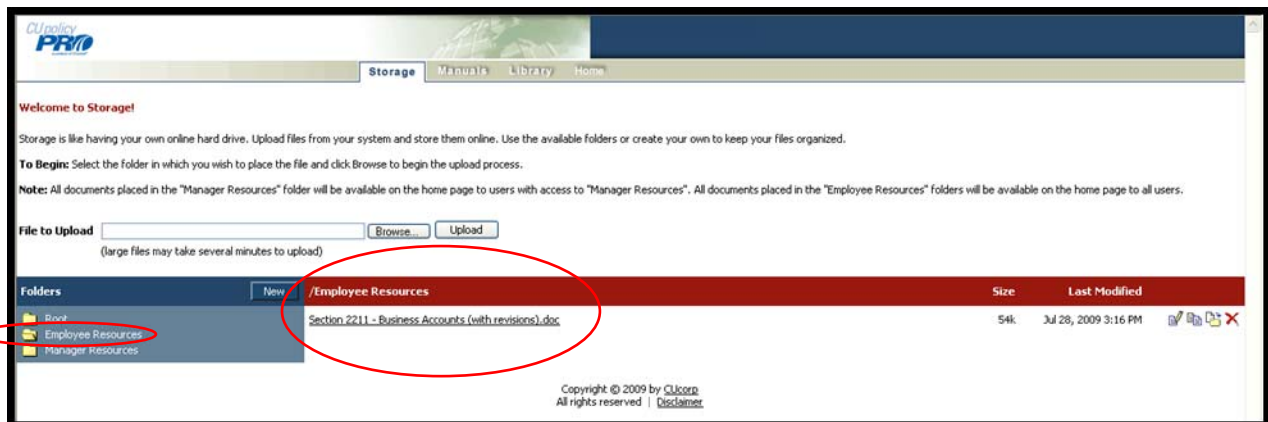 CU policy
PRO
Storage Manuals Library Home
Welcome to Storage!
Storage is like having your own online hard drive. Upload files from your system and store them online. Use the available folders or create your own to keep your files organized.
To Begin: Select the folder in which you wish to place the file and click Browse to begin the upload process.
Note: All documents placed in the "Manager Resources" folder will be available on the home page to users with access to "Manager Resources". All documents placed in the "Employee Resources" folders will be available on the home page to all users.
File to Upload Browse... Upload
(large files may take several minutes to upload)
Folders New /Employee Resources Size Last Modified
Root Section 2211 - Business Accounts (with revisions).doc 54k Jul 28, 2009 3:16 PM
Employee Resources
Manager Resources
Copyright © 2009 by CUcorp
All rights reserved | Disclaimer